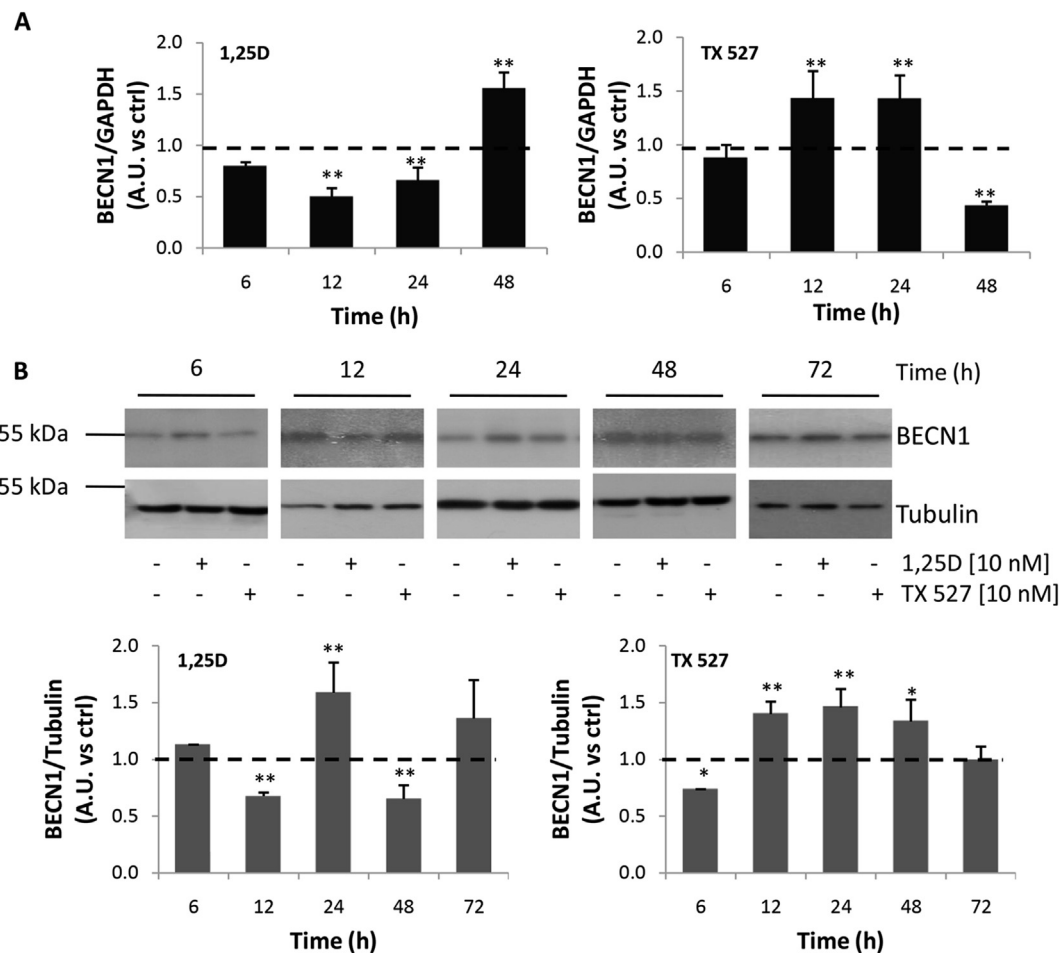 A
1,25D
BECN1/GAPDH
(A.U. vs ctrl)
2.0
1.5
1.0
0.5
0.0
** ** **
6 12 24 48
Time (h)
TX 527
BECN1/GAPDH
(A.U. vs ctrl)
2.0
1.5
1.0
0.5
0.0
** ** **
6 12 24 48
Time (h)
B
6 12 24 48 72 Time (h)
55 kDa
BECN1
55 kDa
Tubulin
- + - - + - - + - - + - - + - 1,25D [10 nM]
- - + - - + - - + - - + - - + TX 527 [10 nM]
1,25D
BECN1/Tubulin
(A.U. vs ctrl)
2.0
1.5
1.0
0.5
0.0
** ** **
6 12 24 48 72
Time (h)
TX 527
BECN1/Tubulin
(A.U. vs ctrl)
2.0
1.5
1.0
0.5
0.0
* ** ** *
6 12 24 48 72
Time (h)